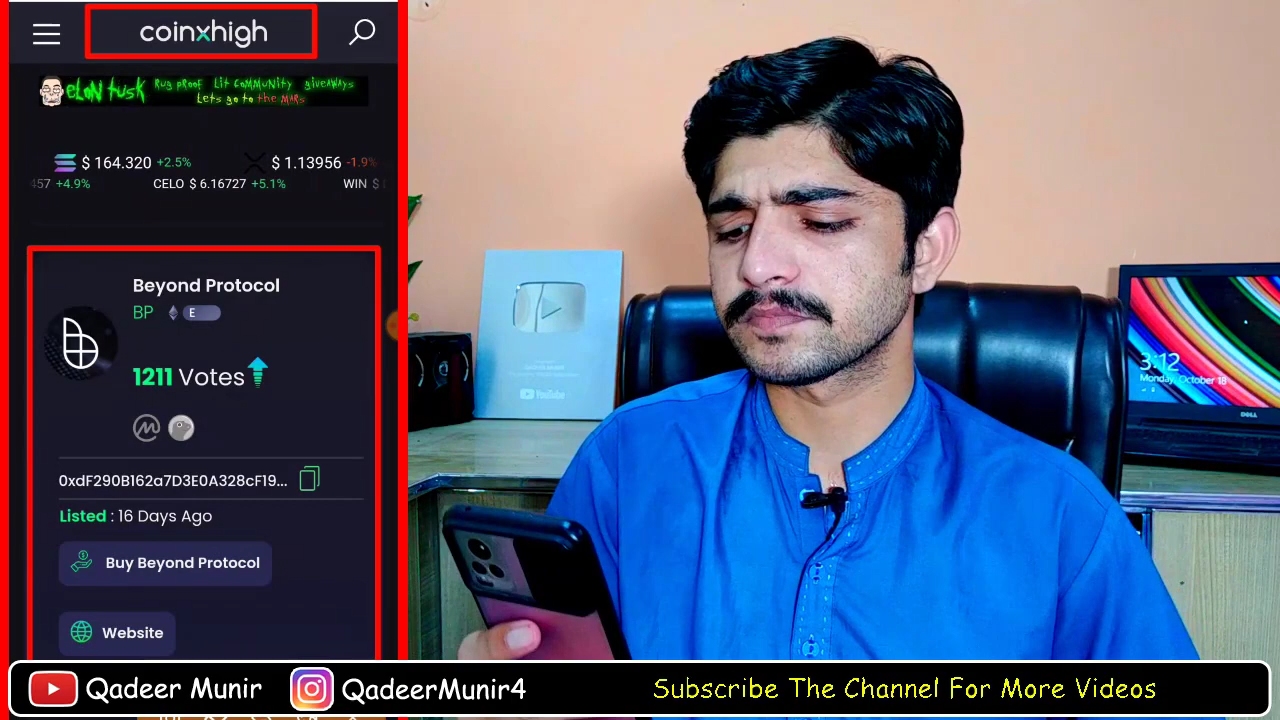 coinxhigh
eLoN tusk Rug pRoof Lit CoMMUNity giveAWAys
Lets go to the MARs
$ 164.320 +2.5% $ 1.13956 -1.9%
457 +4.9% CELO $ 6.16727 +5.1% WIN $
Beyond Protocol
BP E
1211 Votes
0xdF290B162a7D3E0A328cF19...
Listed : 16 Days Ago
Buy Beyond Protocol
Website
YouTube
3:12
Monday, October 18
DELL
Qadeer Munir QadeerMunir4 Subscribe The Channel For More Videos